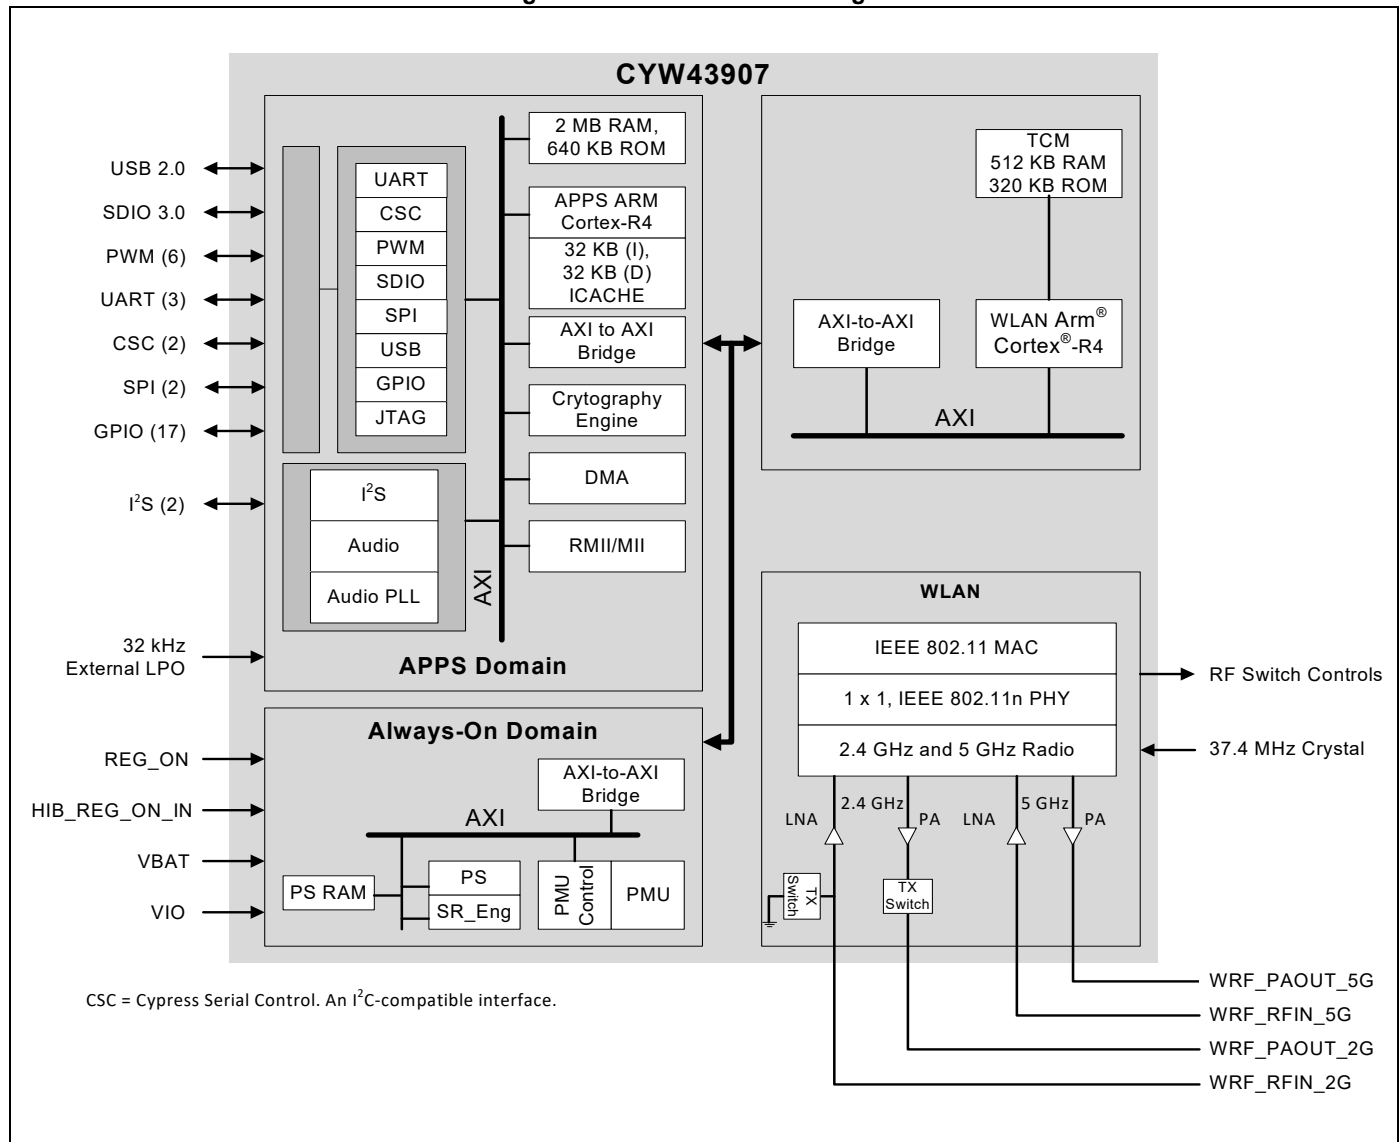 CYW43907
USB 2.0
SDIO 3.0
PWM (6)
UART (3)
CSC (2)
SPI (2)
GPIO (17)
I²S (2)
32 kHz
External LPO
UART
CSC
PWM
SDIO
SPI
USB
GPIO
JTAG
I²S
Audio
Audio PLL
AXI
2 MB RAM,
640 KB ROM
APPS ARM
Cortex-R4
32 KB (I),
32 KB (D)
ICACHE
AXI to AXI
Bridge
Crytography
Engine
DMA
RMII/MII
APPS Domain
TCM
512 KB RAM
320 KB ROM
AXI-to-AXI
Bridge
WLAN Arm®
Cortex®-R4
AXI
REG_ON
HIB_REG_ON_IN
VBAT
VIO
Always-On Domain
AXI-to-AXI
Bridge
AXI
PS RAM
PS
SR_Eng
PMU
Control
PMU
WLAN
IEEE 802.11 MAC
1 x 1, IEEE 802.11n PHY
2.4 GHz and 5 GHz Radio
LNA
2.4 GHz
PA
LNA
5 GHz
PA
TX
Switch
TX
Switch
RF Switch Controls
37.4 MHz Crystal
WRF_PAOUT_5G
WRF_RFIN_5G
WRF_PAOUT_2G
WRF_RFIN_2G
CSC = Cypress Serial Control. An I²C-compatible interface.